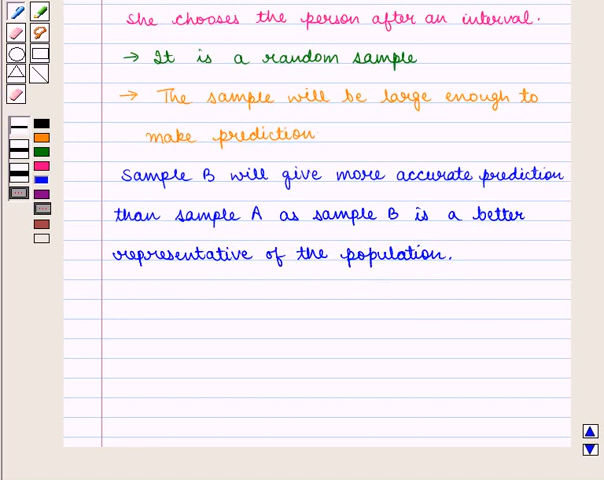 She chooses the person after an interval.
→ It is a random sample
→ The sample will be large enough to
make prediction
Sample B will give more accurate prediction
than sample A as sample B is a better
representative of the population.